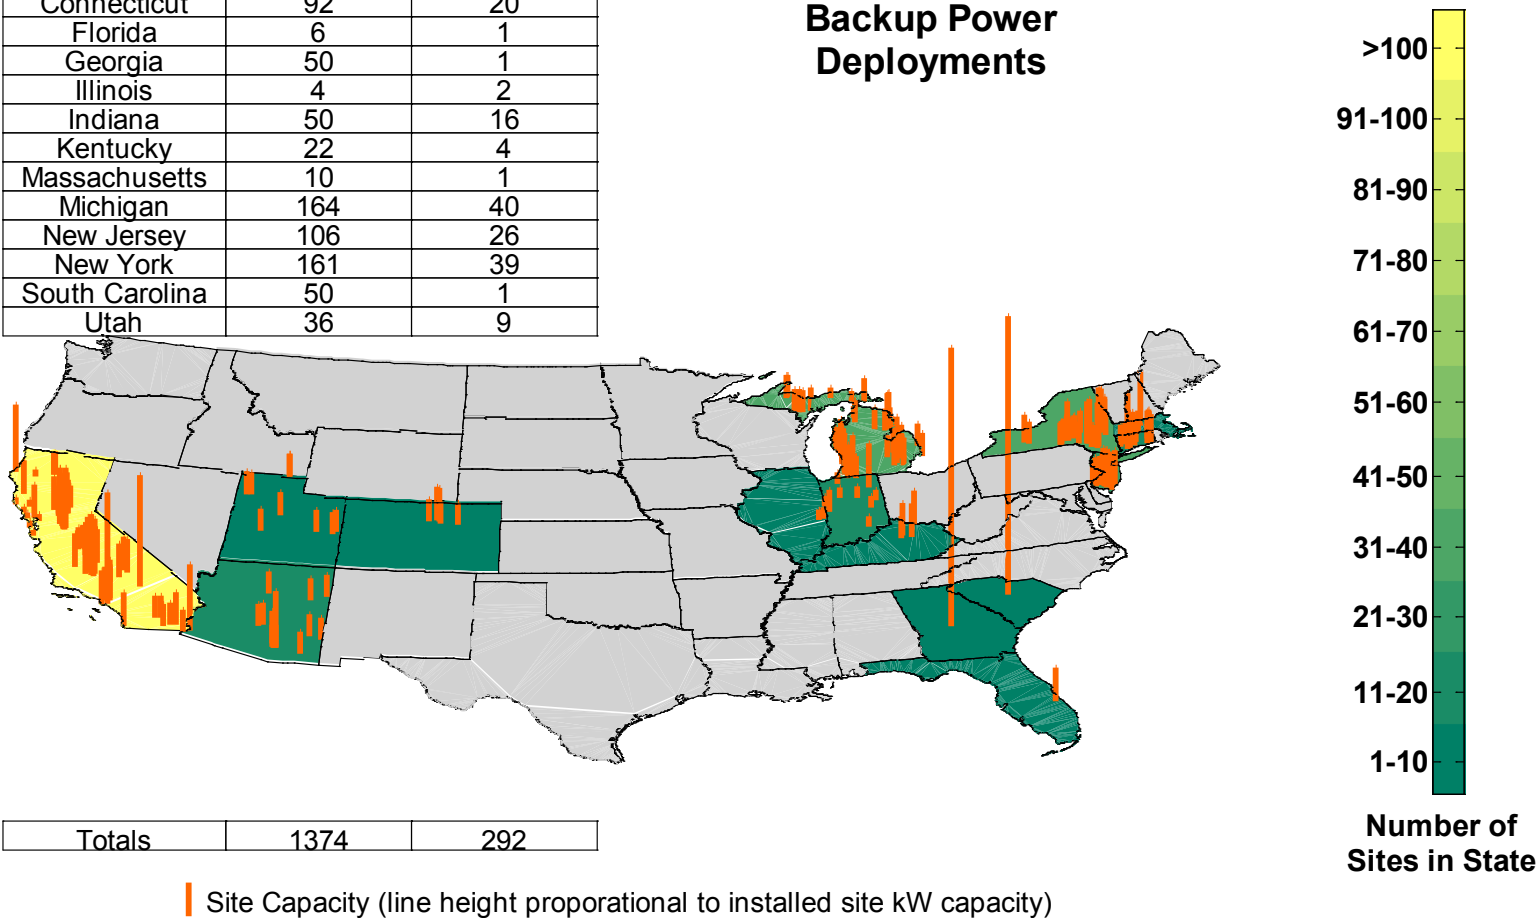 Connecticut 92 20
Florida 6 1
Georgia 50 1
Illinois 4 2
Indiana 50 16
Kentucky 22 4
Massachusetts 10 1
Michigan 164 40
New Jersey 106 26
New York 161 39
South Carolina 50 1
Utah 36 9
Backup Power
Deployments
>100
91-100
81-90
71-80
61-70
51-60
41-50
31-40
21-30
11-20
1-10
Number of
Sites in State
Totals 1374 292
Site Capacity (line height proporational to installed site kW capacity)